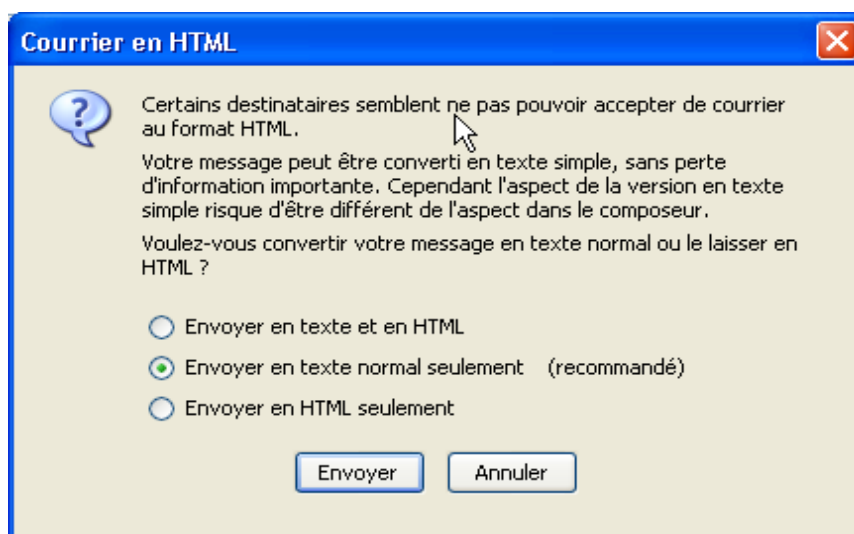 Courrier en HTML
Certains destinataires semblent ne pas pouvoir accepter de courrier
au format HTML.
Votre message peut être converti en texte simple, sans perte
d'information importante. Cependant l'aspect de la version en texte
simple risque d'être différent de l'aspect dans le composeur.
Voulez-vous convertir votre message en texte normal ou le laisser en
HTML ?
Envoyer en texte et en HTML
Envoyer en texte normal seulement (recommandé)
Envoyer en HTML seulement
Envoyer Annuler